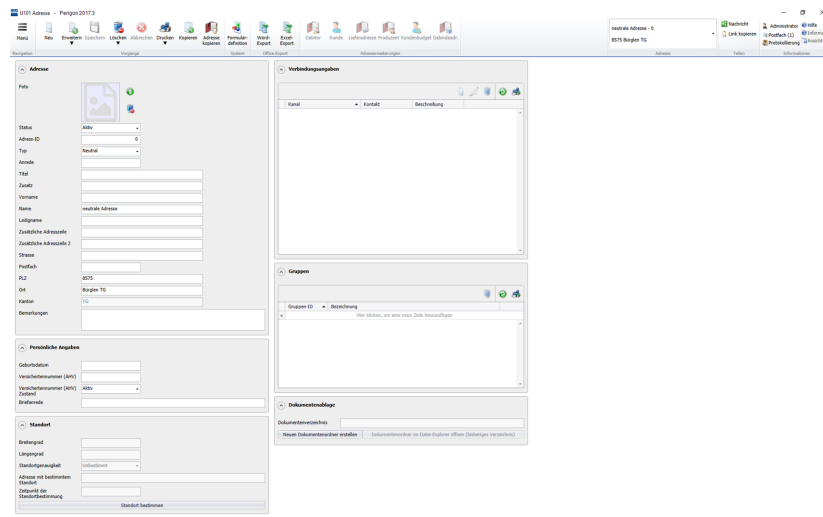 U101 Adresse - Perigon 2017.3
Menü Neu Erweitern Speichern Löschen Abbrechen Drucken Kopieren Adresse kopieren Formular-definition Word-Export Excel-Export Debitor Kunde Lieferadresse Produzent Kundenbudget Gebindeadr.
Navigation Vorgänge System Office-Export Adresserweiterungen
neutrale Adresse - 0
8575 Bürglen TG
Adresse
Nachricht
Link kopieren
Teilen
Administrator Hilfe
Postfach (1)
Protokollierung Ansicht
Informationen
Adresse
Foto
Status Aktiv
Adress-ID 0
Typ Neutral
Anrede
Titel
Zusatz
Vorname
Name neutrale Adresse
Ledigname
Zusätzliche Adresszeile
Zusätzliche Adresszeile 2
Strasse
Postfach
PLZ 8575
Ort Bürglen TG
Kanton TG
Bemerkungen
Persönliche Angaben
Geburtsdatum
Versichertennummer (AHV)
Versichertennummer (AHV) Zustand Aktiv
Briefanrede
Standort
Breitengrad
Längengrad
Standortgenauigkeit Unbestimmt
Adresse mit bestimmtem Standort
Zeitpunkt der Standortbestimmung
Standort bestimmen
Verbindungsangaben
Kanal Kontakt Beschreibung
Gruppen
Gruppen-ID Bezeichnung
Hier klicken, um eine neue Zeile hinzuzufügen
Dokumentenablage
Dokumentenverzeichnis
Neuen Dokumentenordner erstellen Dokumentenordner im Datei-Explorer öffnen (bisheriges Verzeichnis)